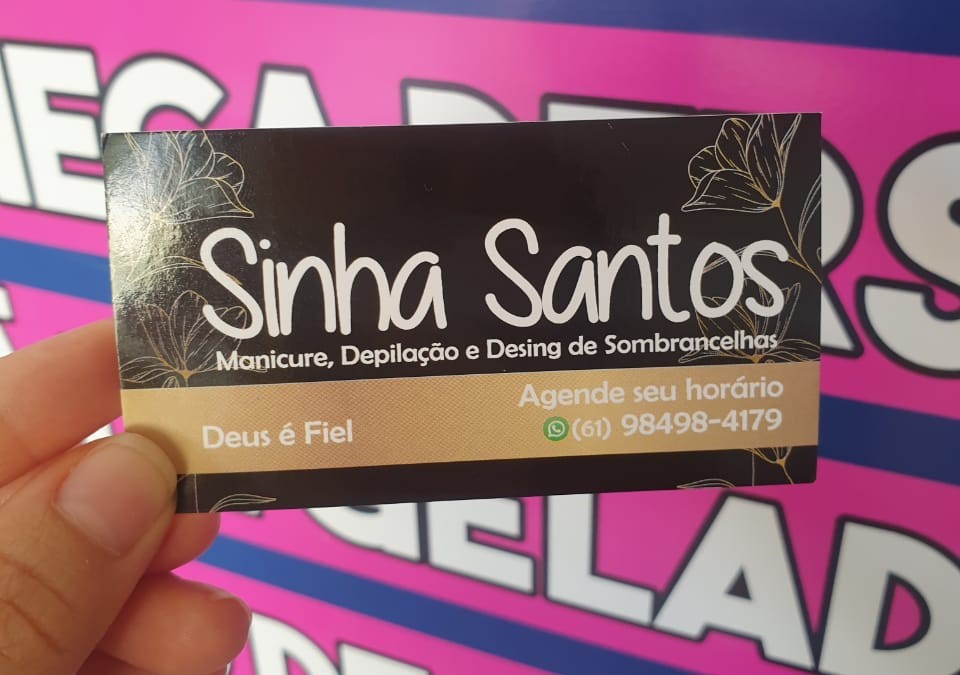 Sinha Santos
Manicure, Depilação e Desing de Sombrancelhas
Agende seu horário
Deus é Fiel
(61) 98498-4179